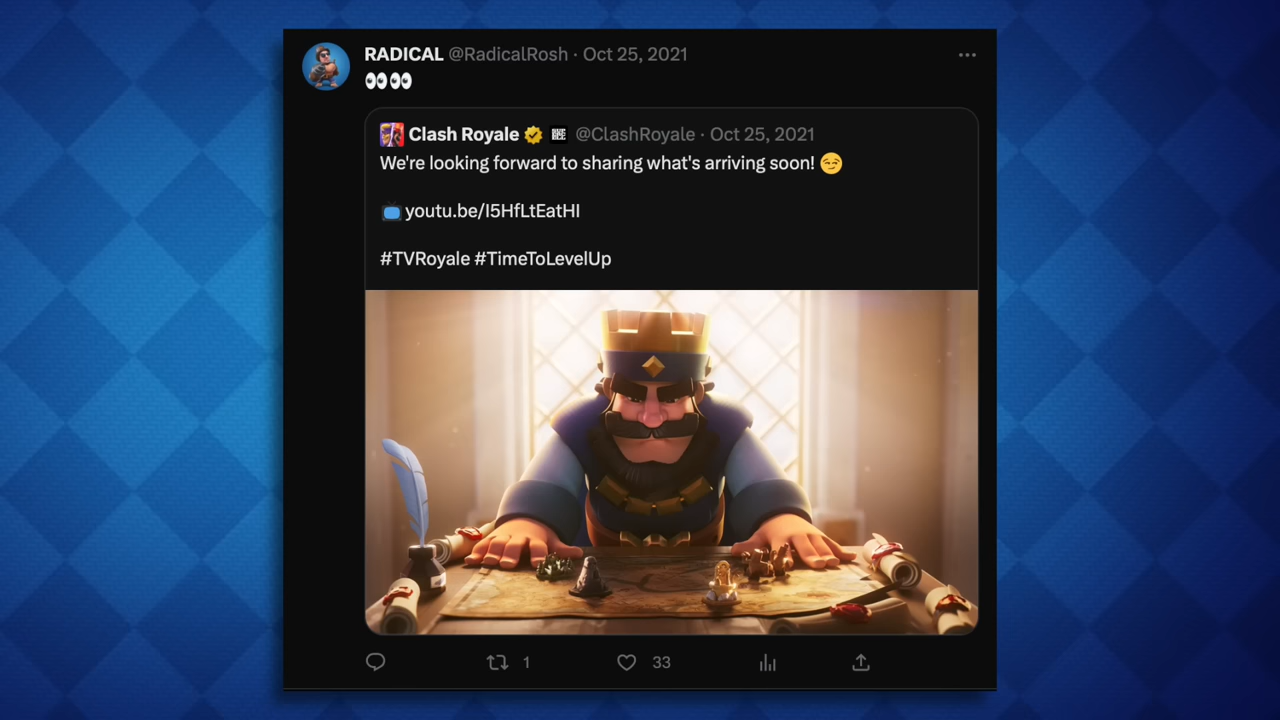 RADICAL @RadicalRosh · Oct 25, 2021
👀👀
Clash Royale @ClashRoyale · Oct 25, 2021
We're looking forward to sharing what's arriving soon! 😏
📺 youtu.be/I5HfLtEatHI
#TVRoyale #TimeToLevelUp
1
33